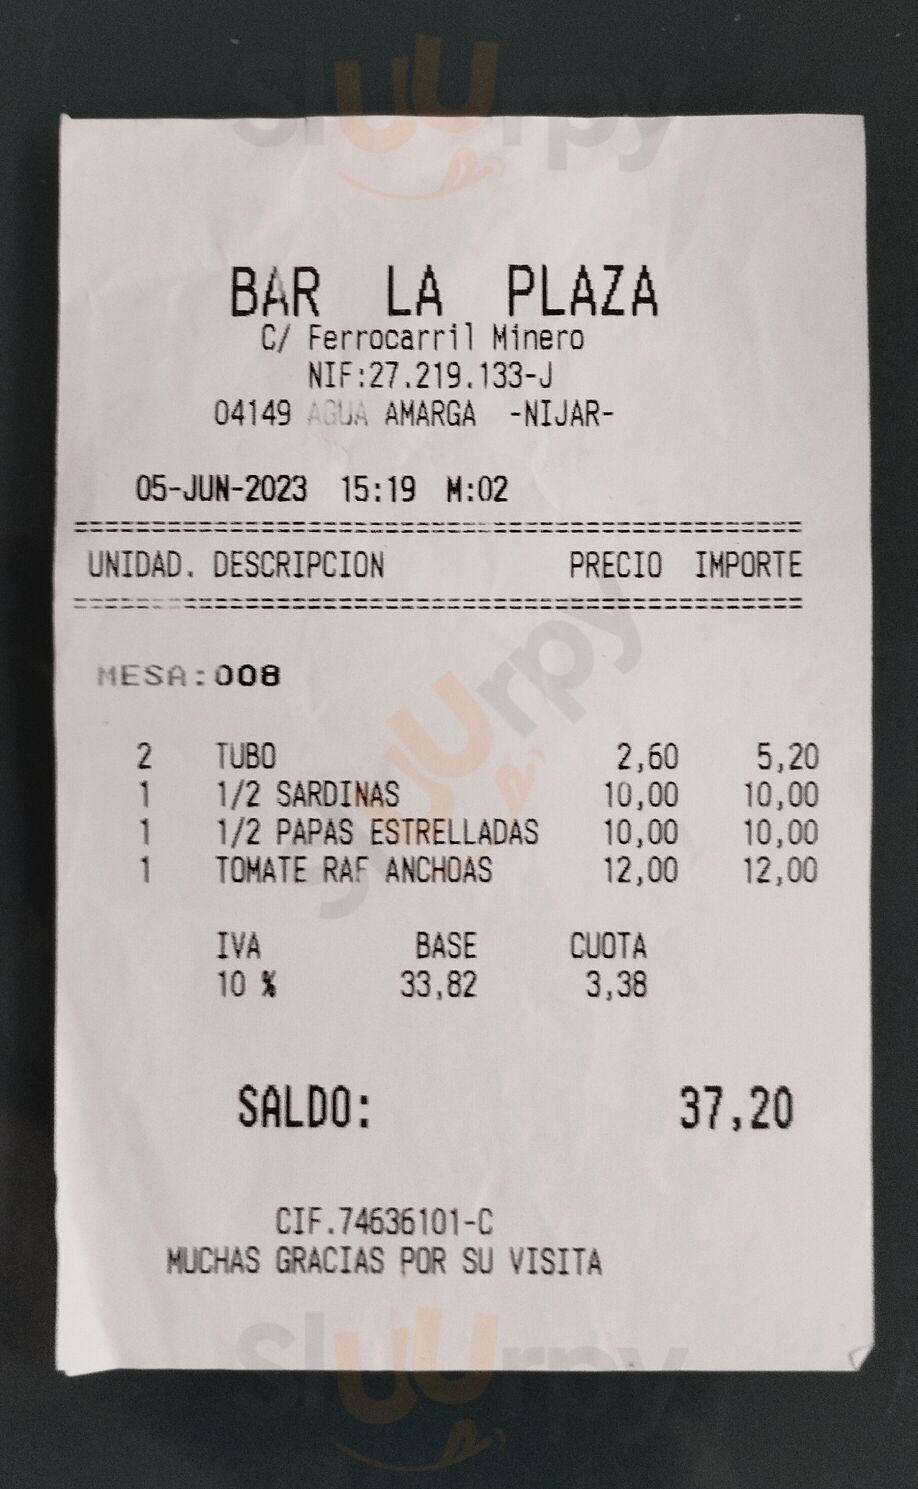 sluurpy
BAR LA PLAZA
C/ Ferrocarril Minero
NIF:27.219.133-J
04149 AGUA AMARGA -NIJAR-
05-JUN-2023 15:19 M:02
================================================
UNIDAD. DESCRIPCION PRECIO IMPORTE
================================================
MESA:008
2 TUBO 2,60 5,20
1 1/2 SARDINAS 10,00 10,00
1 1/2 PAPAS ESTRELLADAS 10,00 10,00
1 TOMATE RAF ANCHOAS 12,00 12,00
sluurpy
IVA BASE CUOTA
10 % 33,82 3,38
SALDO: 37,20
CIF.74636101-C
MUCHAS GRACIAS POR SU VISITA
sluurpy